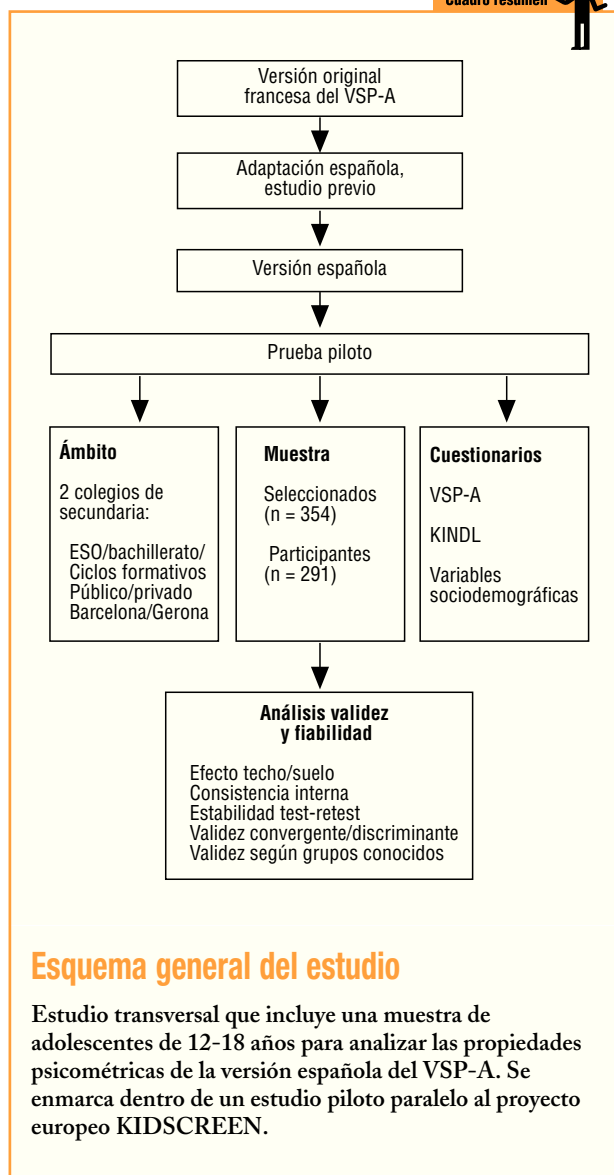 Cuadro resumen
Versión original
francesa del VSP-A
Adaptación española,
estudio previo
Versión española
Prueba piloto
Ámbito
2 colegios de
secundaria:
ESO/bachillerato/
Ciclos formativos
Público/privado
Barcelona/Gerona
Muestra
Seleccionados
(n = 354)
Participantes
(n = 291)
Cuestionarios
VSP-A
KINDL
Variables
sociodemográficas
Análisis validez
y fiabilidad
Efecto techo/suelo
Consistencia interna
Estabilidad test-retest
Validez convergente/discriminante
Validez según grupos conocidos
Esquema general del estudio
Estudio transversal que incluye una muestra de
adolescentes de 12-18 años para analizar las propiedades
psicométricas de la versión española del VSP-A. Se
enmarca dentro de un estudio piloto paralelo al proyecto
europeo KIDSCREEN.